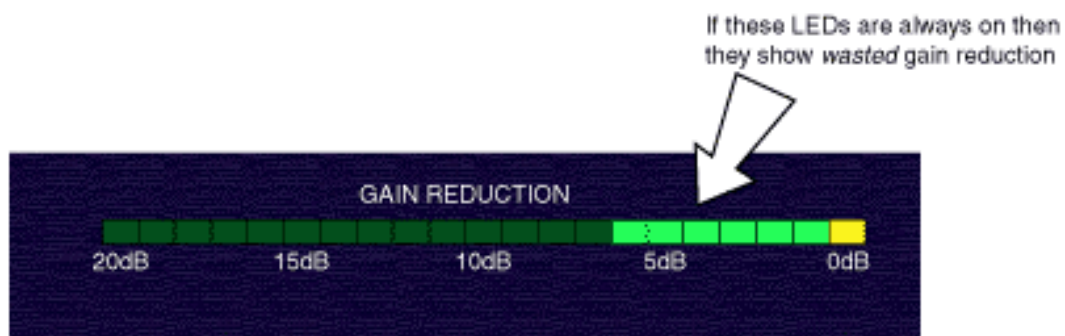 If these LEDs are always on then
they show wasted gain reduction
GAIN REDUCTION
20dB 15dB 10dB 5dB 0dB